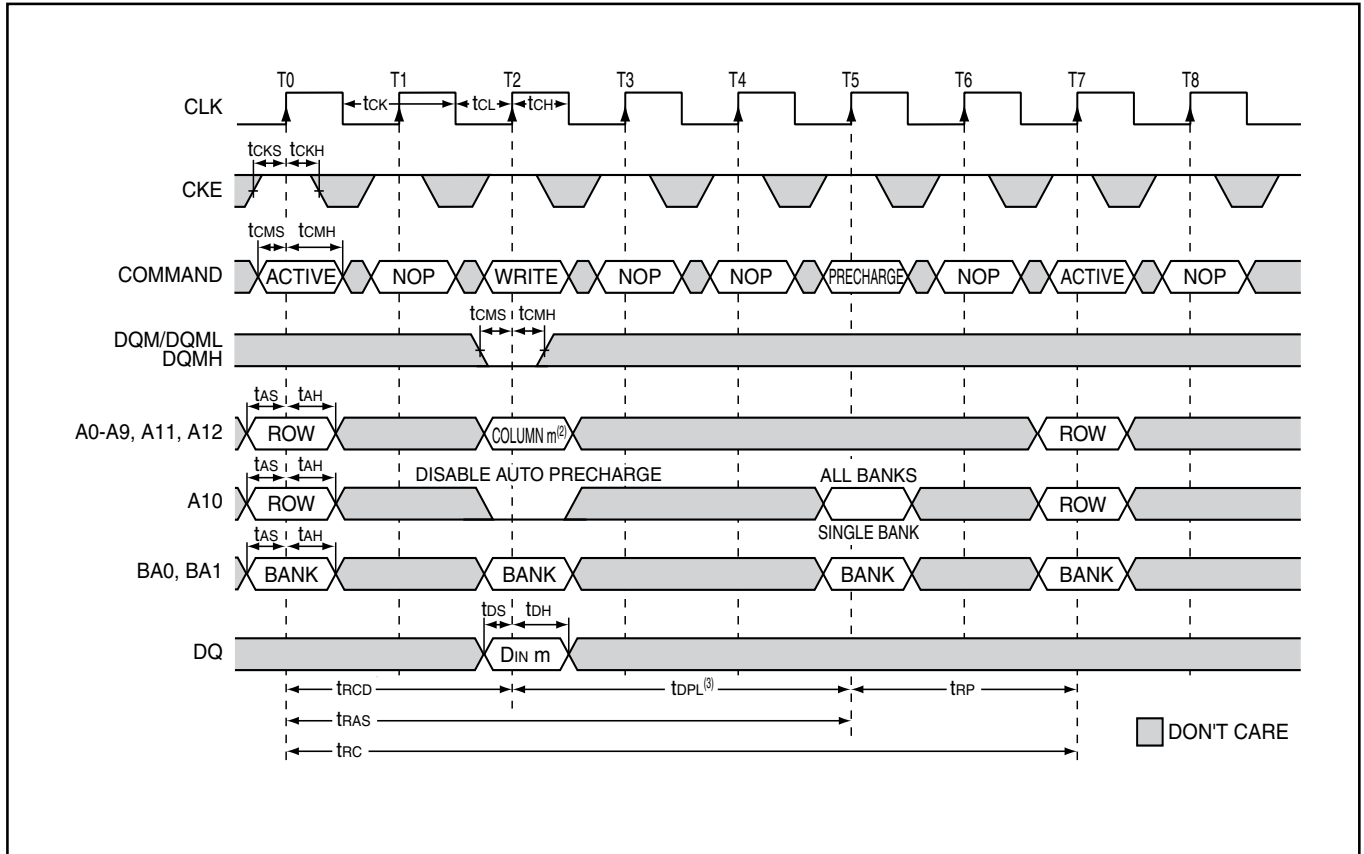 T0 T1 T2 T3 T4 T5 T6 T7 T8
CLK tCK tCL tCH
tCKS tCKH
CKE
tCMS tCMH
COMMAND ACTIVE NOP WRITE NOP NOP PRECHARGE NOP ACTIVE NOP
tCMS tCMH
DQM/DQML
DQMH
tAS tAH
A0-A9, A11, A12 ROW COLUMN m(2) ROW
tAS tAH DISABLE AUTO PRECHARGE ALL BANKS
A10 ROW ROW
tAS tAH SINGLE BANK
BA0, BA1 BANK BANK BANK BANK
tDS tDH
DQ DIN m
tRCD tDPL(3) tRP
tRAS
DON'T CARE
tRC